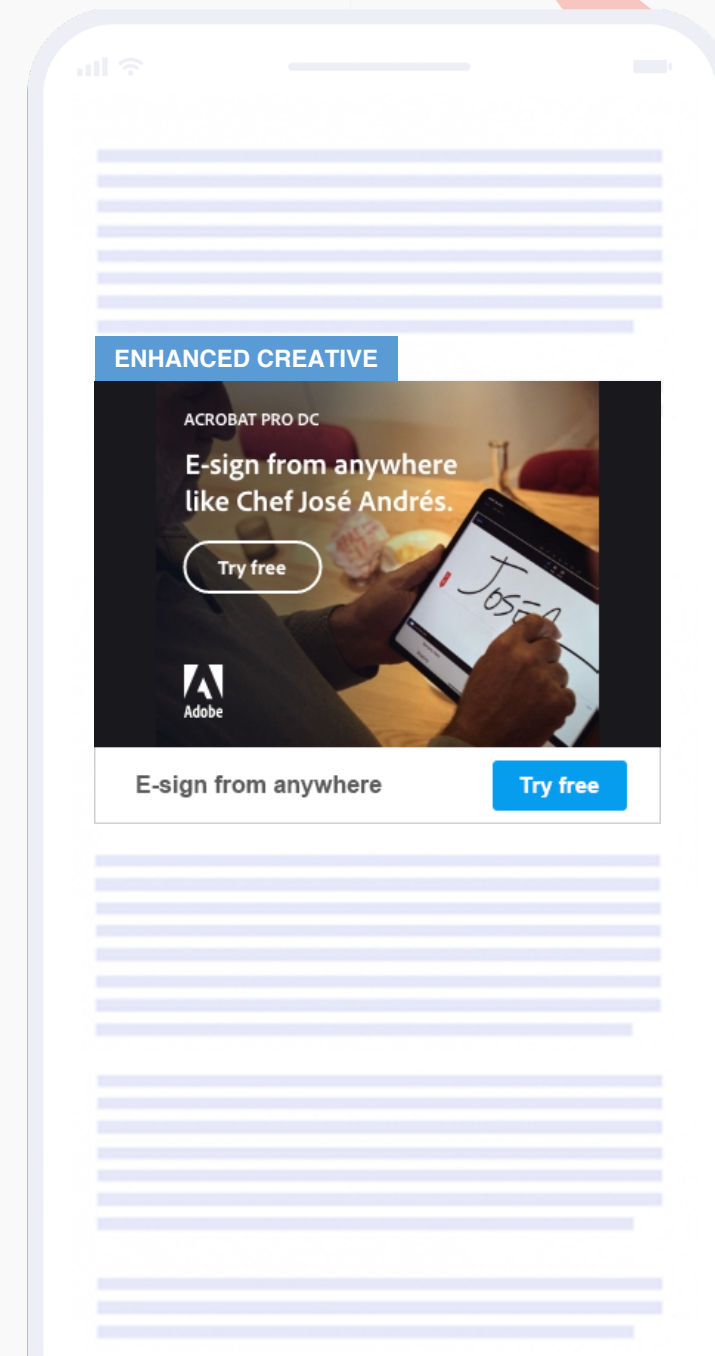 ENHANCED CREATIVE
ACROBAT PRO DC
E-sign from anywhere
like Chef José Andrés.
Try free
JOSÉ
Adobe
E-sign from anywhere
Try free